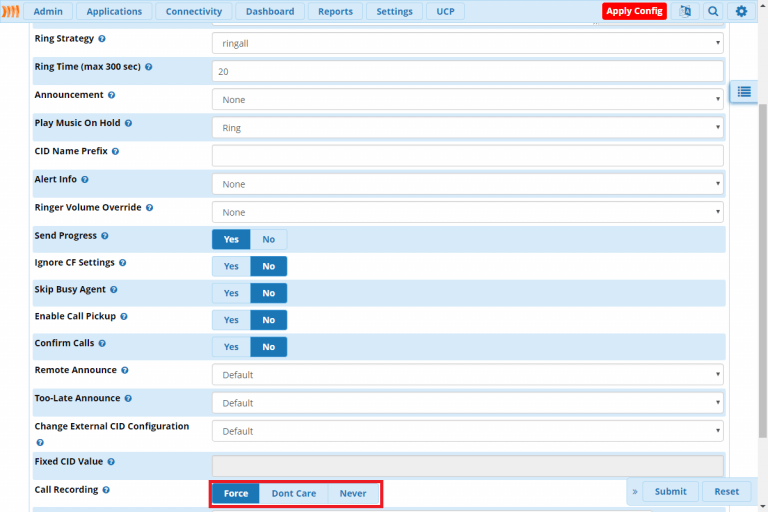 Admin Applications Connectivity Dashboard Reports Settings UCP Apply Config
Ring Strategy ringall
Ring Time (max 300 sec) 20
Announcement None
Play Music On Hold Ring
CID Name Prefix
Alert Info None
Ringer Volume Override None
Send Progress Yes No
Ignore CF Settings Yes No
Skip Busy Agent Yes No
Enable Call Pickup Yes No
Confirm Calls Yes No
Remote Announce Default
Too-Late Announce Default
Change External CID Configuration Default
Fixed CID Value
Call Recording Force Dont Care Never » Submit Reset